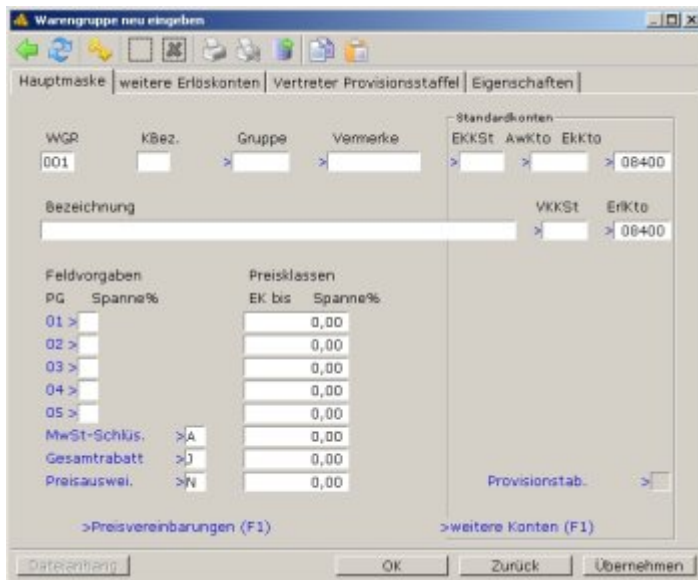 Warengruppe neu eingeben
Hauptmaske weitere Erlöskonten Vertreter Provisionsstaffel Eigenschaften
Standardkonten
WGR KBez. Gruppe Vermerke EKKSt AwKto EkKto
001 > > > > > 08400
Bezeichnung VKKSt ErlKto
> > 08400
Feldvorgaben Preisklassen
PG Spanne% EK bis Spanne%
01 > 0,00
02 > 0,00
03 > 0,00
04 > 0,00
05 > 0,00
MwSt-Schlüs. >A 0,00
Gesamtrabatt >J 0,00
Preisauswei. >N 0,00
Provisionstab. >
>Preisvereinbarungen (F1) >weitere Konten (F1)
Dateianhang OK Zurück Übernehmen